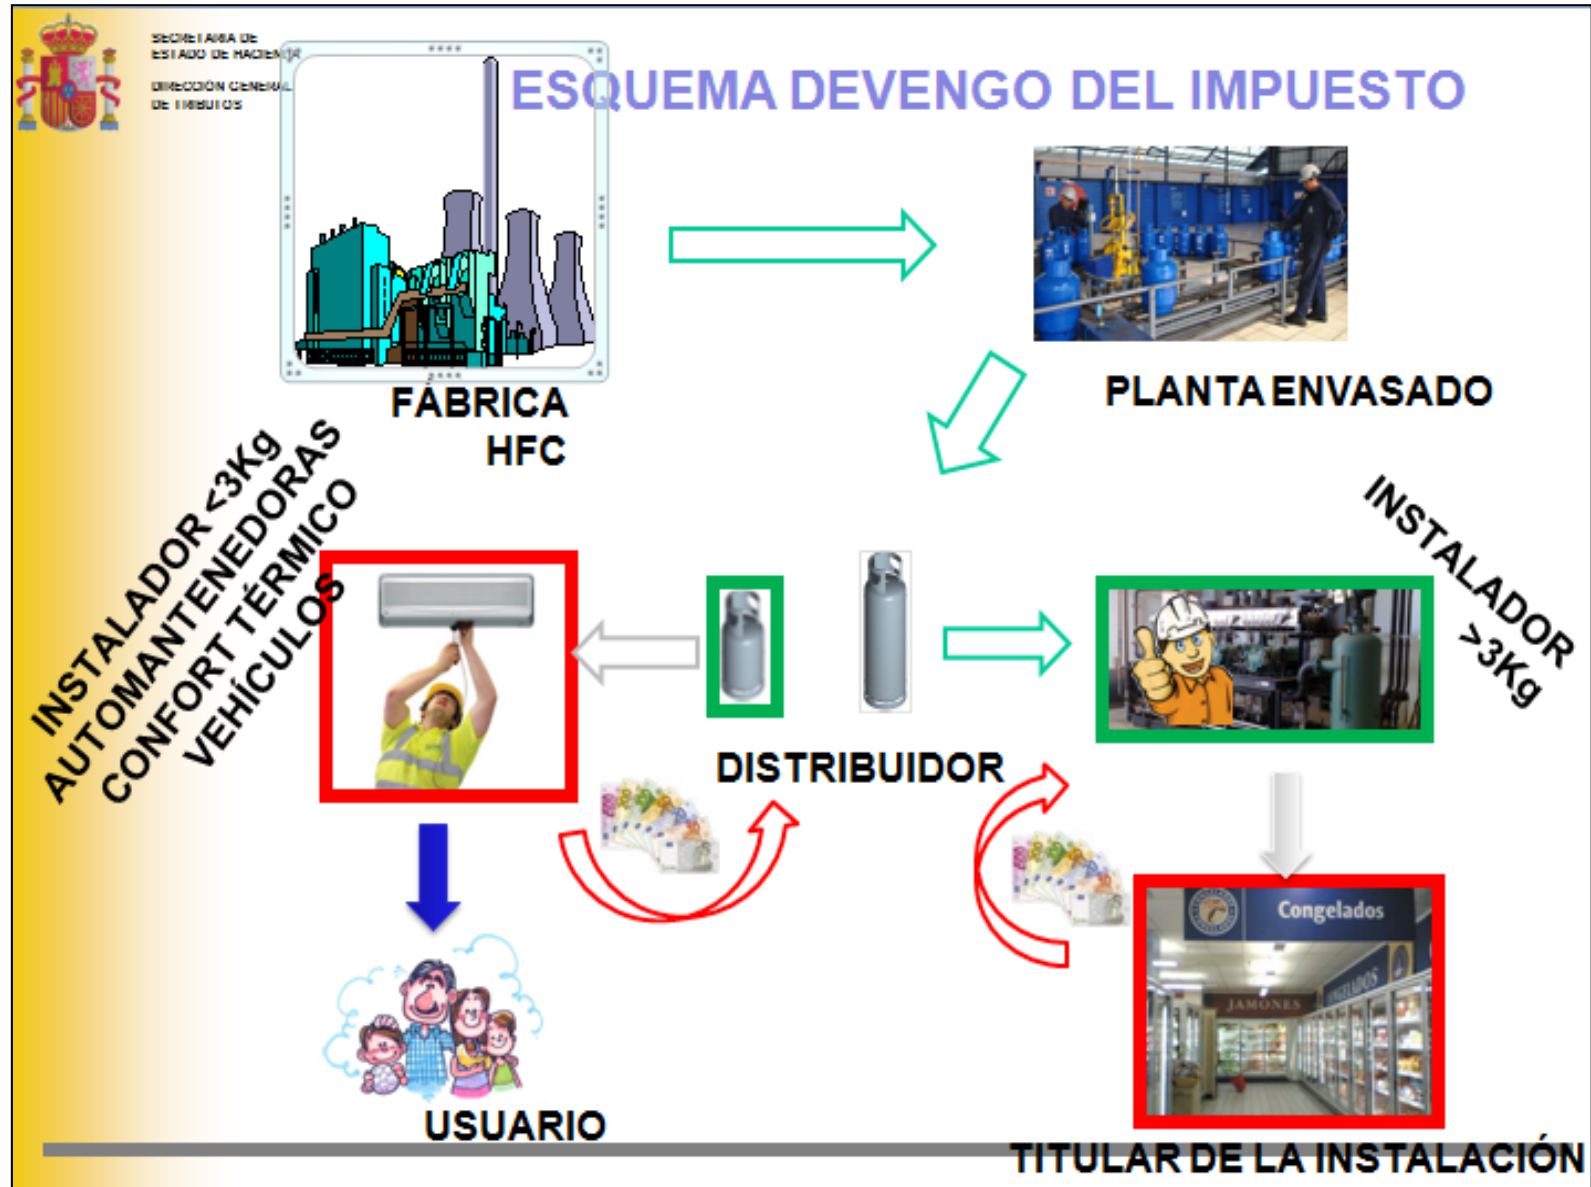 SECRETARIA DE
ESTADO DE HACIENDA
DIRECCIÓN GENERAL
DE TRIBUTOS
ESQUEMA DEVENGO DEL IMPUESTO
FÁBRICA
HFC
PLANTA ENVASADO
INSTALADOR <3Kg
AUTOMANTENEDORAS
CONFORT TÉRMICO
VEHÍCULOS
INSTALADOR
>3Kg
DISTRIBUIDOR
Congelados
JAMONES
CONGELADOS
USUARIO
TITULAR DE LA INSTALACIÓN